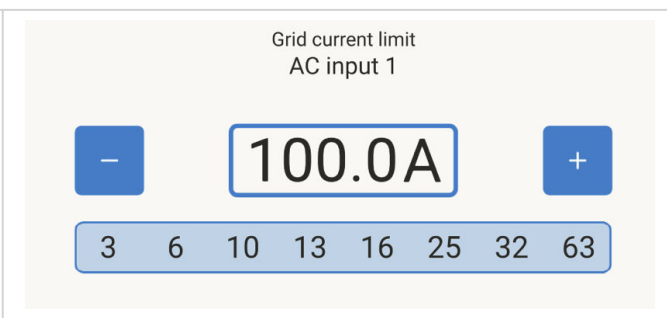 Grid current limit
AC input 1
− 100.0A +
3 6 10 13 16 25 32 63